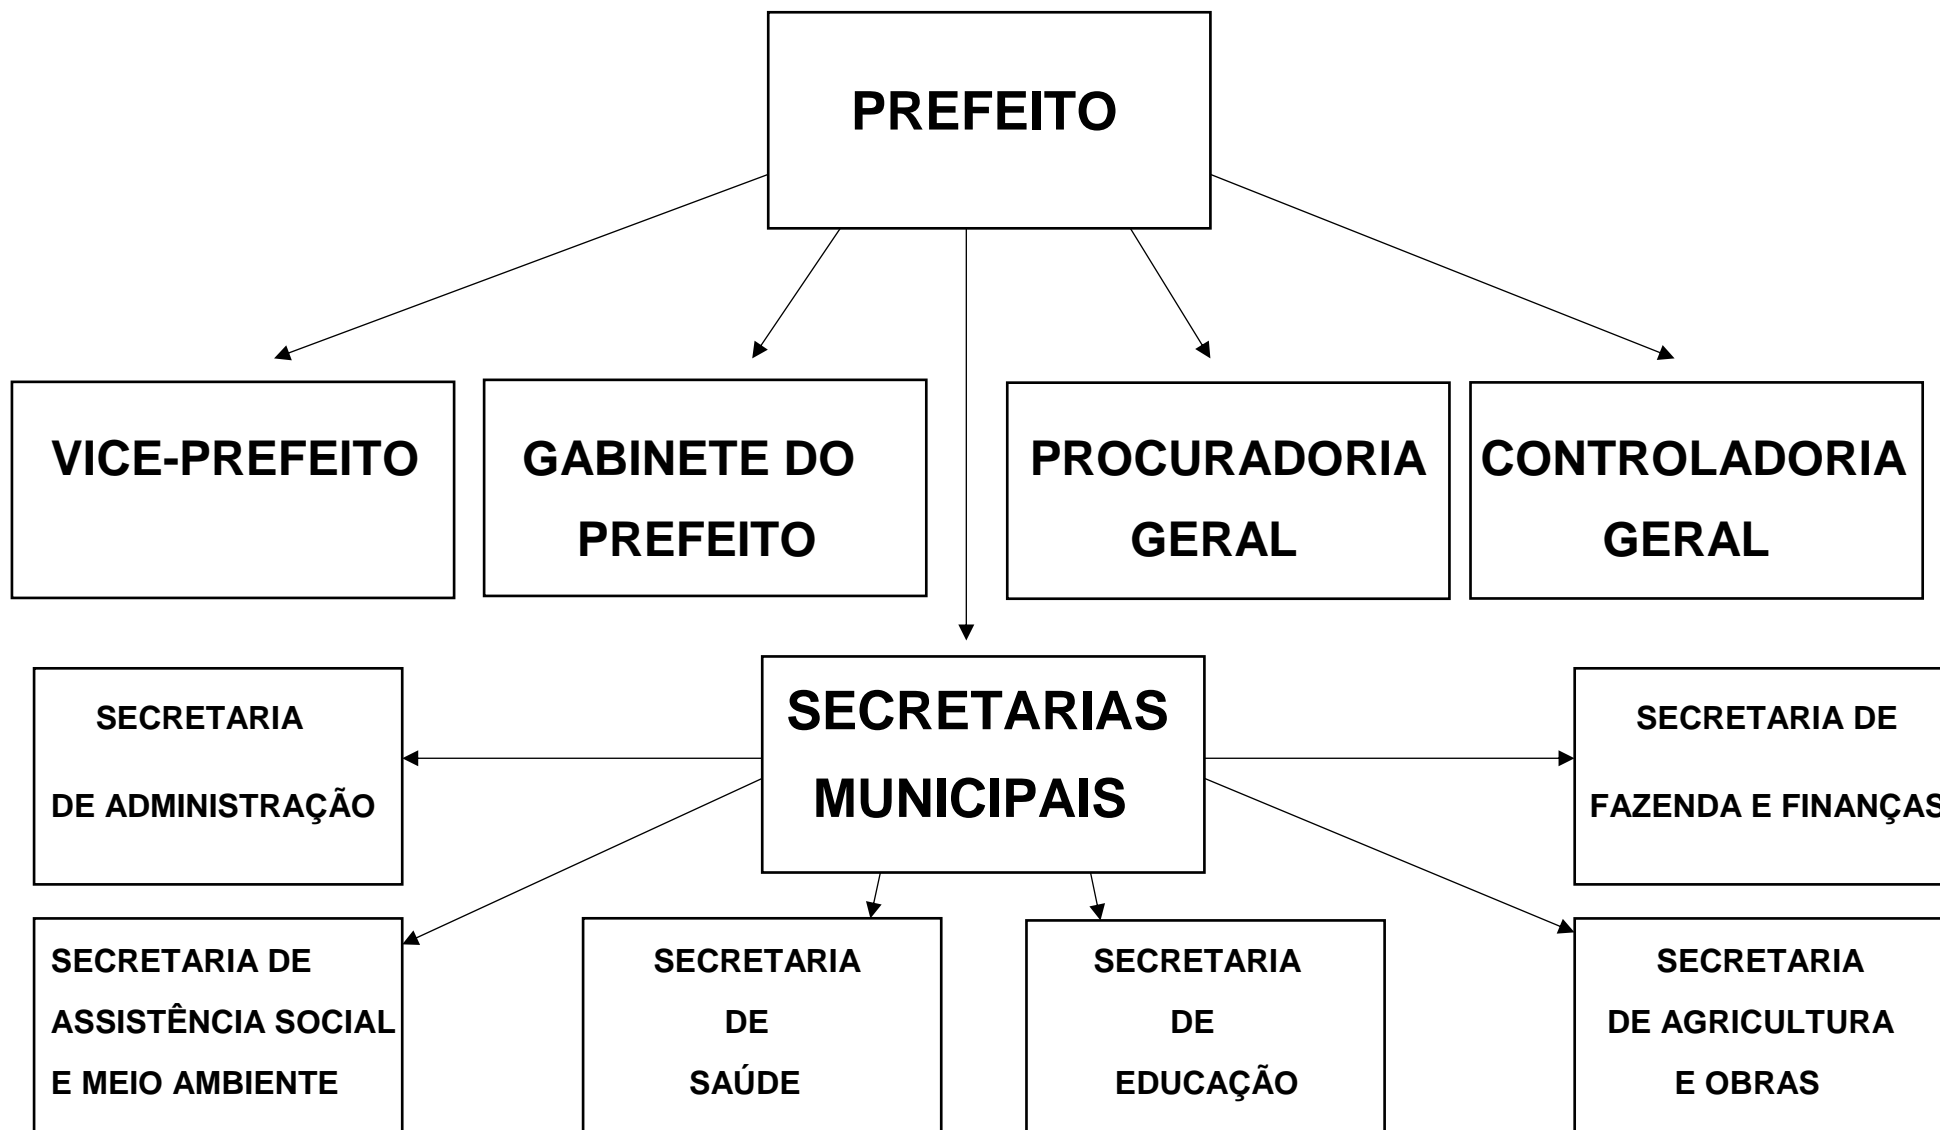 PREFEITO
VICE-PREFEITO
GABINETE DO
PREFEITO
PROCURADORIA
GERAL
CONTROLADORIA
GERAL
SECRETARIAS
MUNICIPAIS
SECRETARIA
DE ADMINISTRAÇÃO
SECRETARIA DE
FAZENDA E FINANÇAS
SECRETARIA DE
ASSISTÊNCIA SOCIAL
E MEIO AMBIENTE
SECRETARIA
DE
SAÚDE
SECRETARIA
DE
EDUCAÇÃO
SECRETARIA
DE AGRICULTURA
E OBRAS